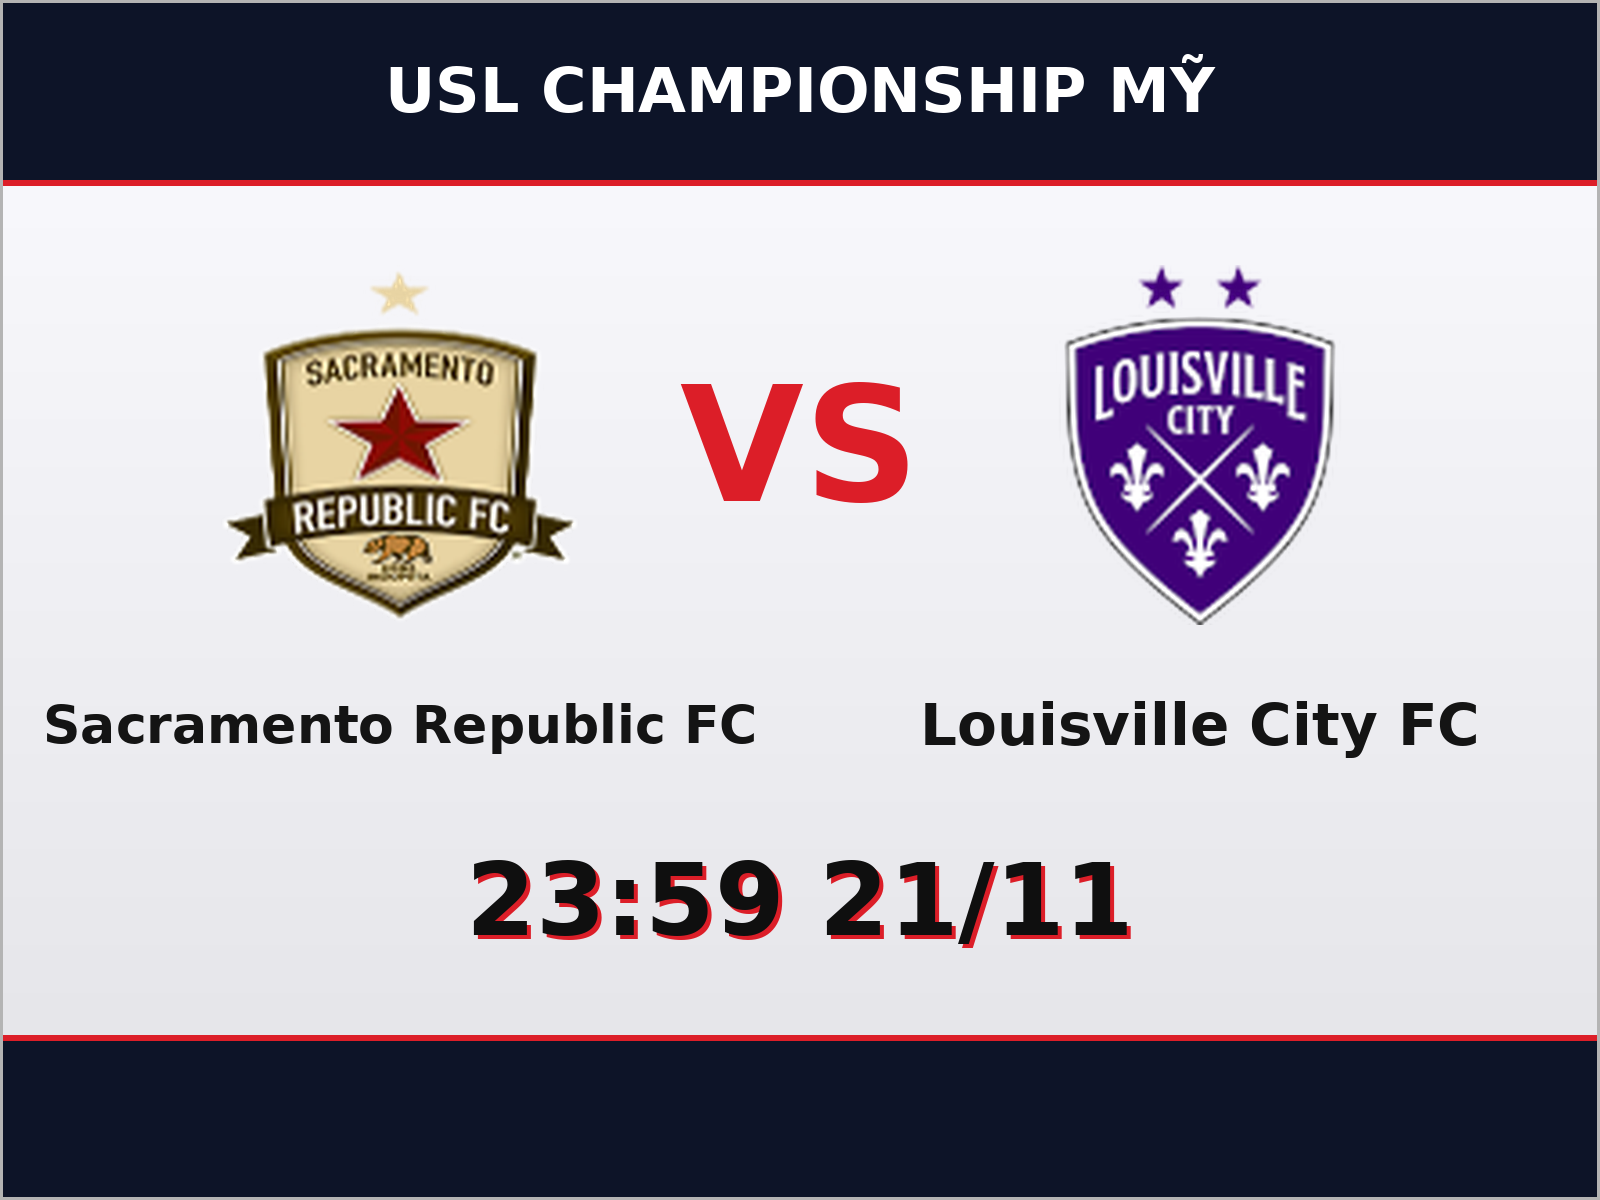 USL CHAMPIONSHIP MỸ
SACRAMENTO
REPUBLIC FC
VS
LOUISVILLE
CITY
Sacramento Republic FC
Louisville City FC
23:59 21/11